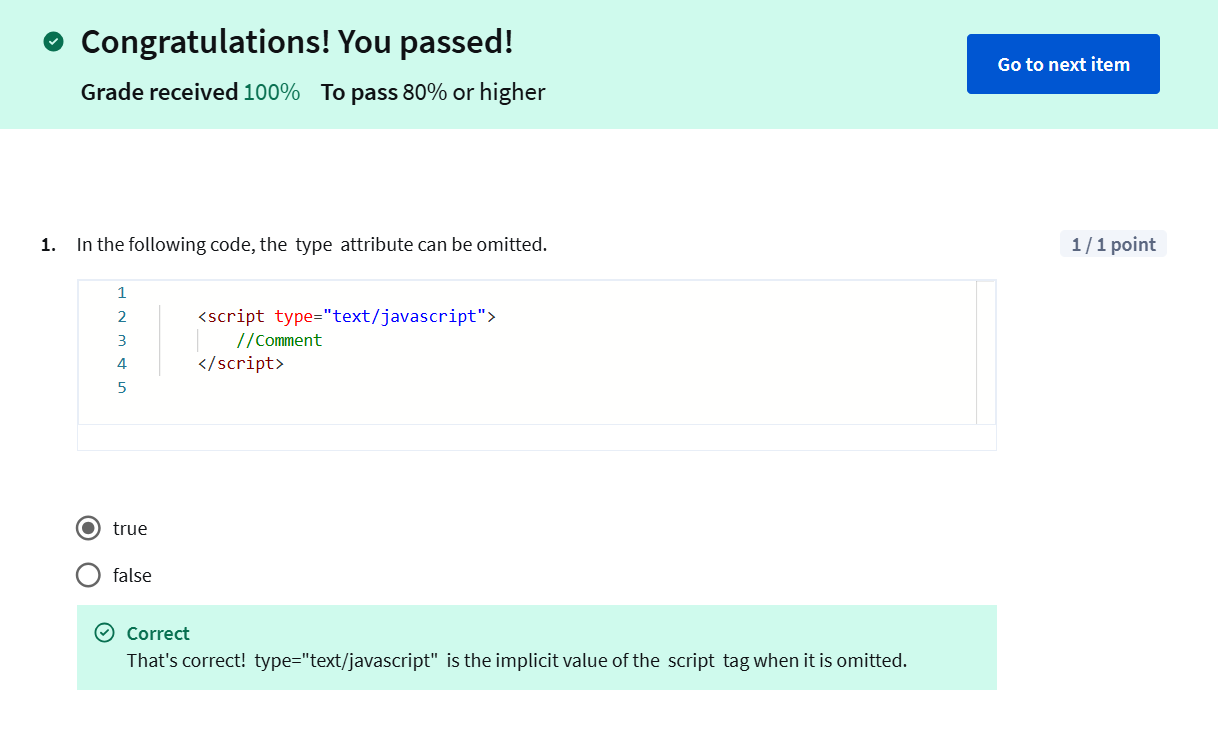 Congratulations! You passed!
Grade received 100% To pass 80% or higher
Go to next item
1. In the following code, the type attribute can be omitted.
1 / 1 point
1
2 <script type="text/javascript">
3 //Comment
4 </script>
5
true
false
Correct
That's correct! type="text/javascript" is the implicit value of the script tag when it is omitted.